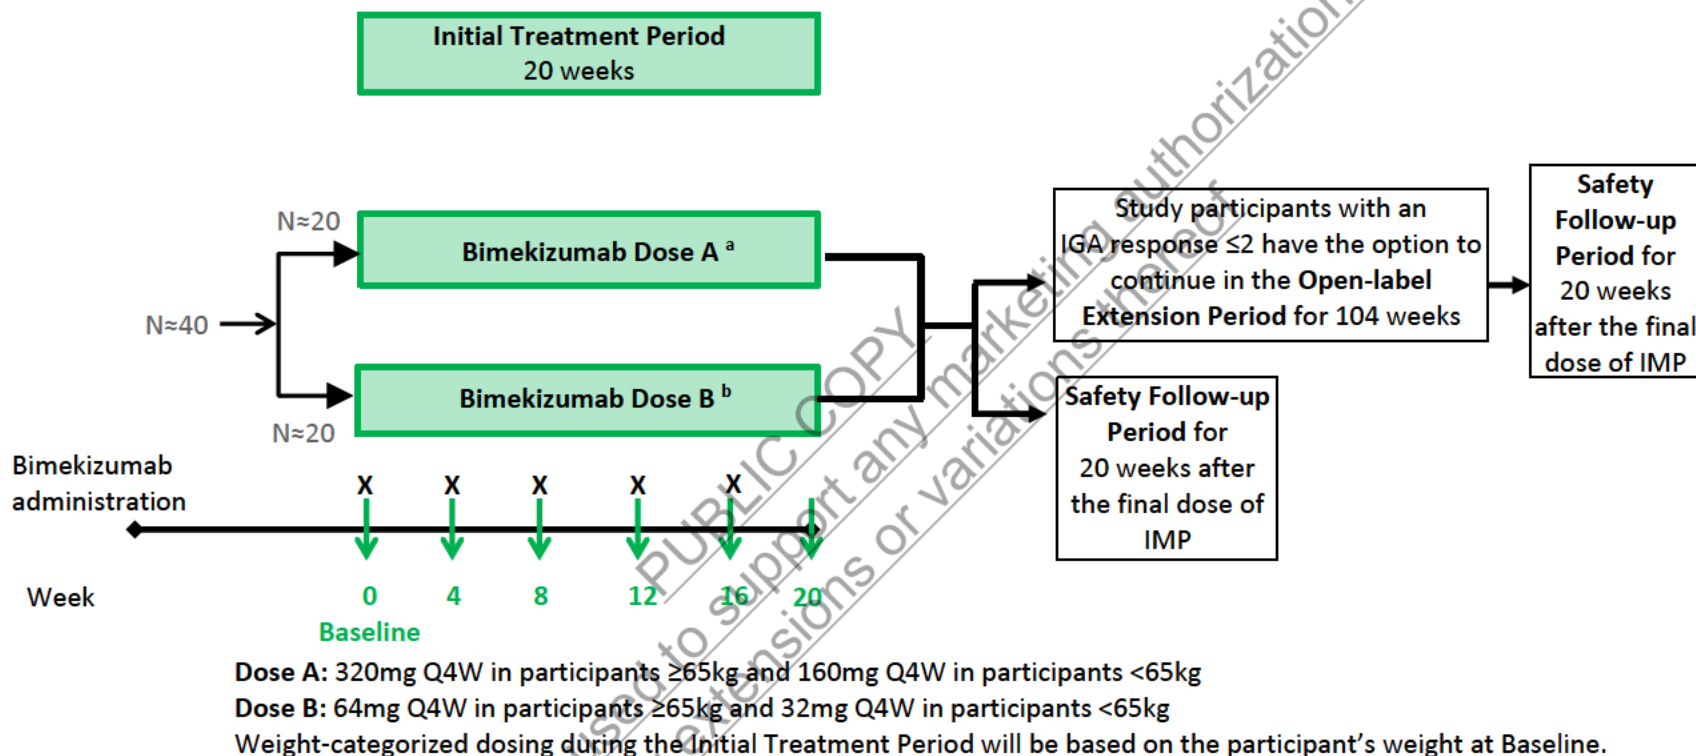 Initial Treatment Period
20 weeks
N≈20
Bimekizumab Dose A a
N≈40
Bimekizumab Dose B b
N≈20
Study participants with an
IGA response ≤2 have the option to
continue in the Open-label
Extension Period for 104 weeks
Safety
Follow-up
Period for
20 weeks
after the final
dose of IMP
Safety Follow-up
Period for
20 weeks after
the final dose of
IMP
Bimekizumab
administration
X X X X X
Week
0 4 8 12 16 20
Baseline
Dose A: 320mg Q4W in participants ≥65kg and 160mg Q4W in participants <65kg
Dose B: 64mg Q4W in participants ≥65kg and 32mg Q4W in participants <65kg
Weight-categorized dosing during the Initial Treatment Period will be based on the participant's weight at Baseline.
PUBLIC COPY
used to support any marketing authorization
extensions or variations thereof